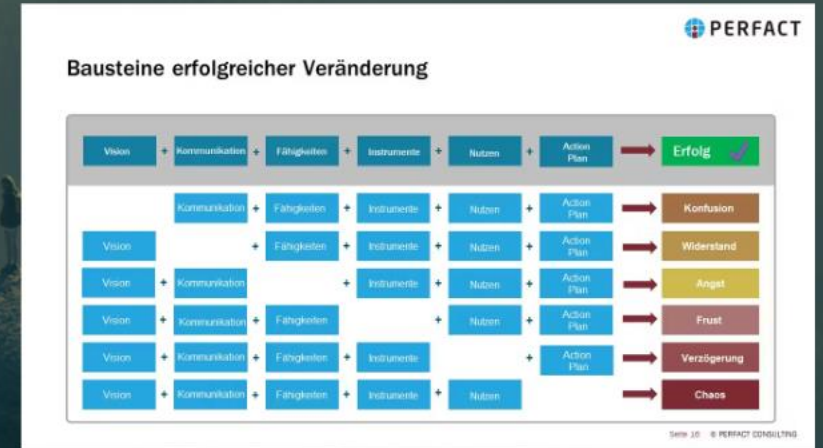 PERFACT
Bausteine erfolgreicher Veränderung
Vision + Kommunikation + Fähigkeiten + Instrumente + Nutzen + Action Plan Erfolg
Kommunikation + Fähigkeiten + Instrumente + Nutzen + Action Plan Konfusion
Vision + Fähigkeiten + Instrumente + Nutzen + Action Plan Widerstand
Vision + Kommunikation + Instrumente + Nutzen + Action Plan Angst
Vision + Kommunikation + Fähigkeiten + Nutzen + Action Plan Frust
Vision + Kommunikation + Fähigkeiten + Instrumente + Action Plan Verzögerung
Vision + Kommunikation + Fähigkeiten + Instrumente + Nutzen Chaos
Seite 16 © PERFACT CONSULTING